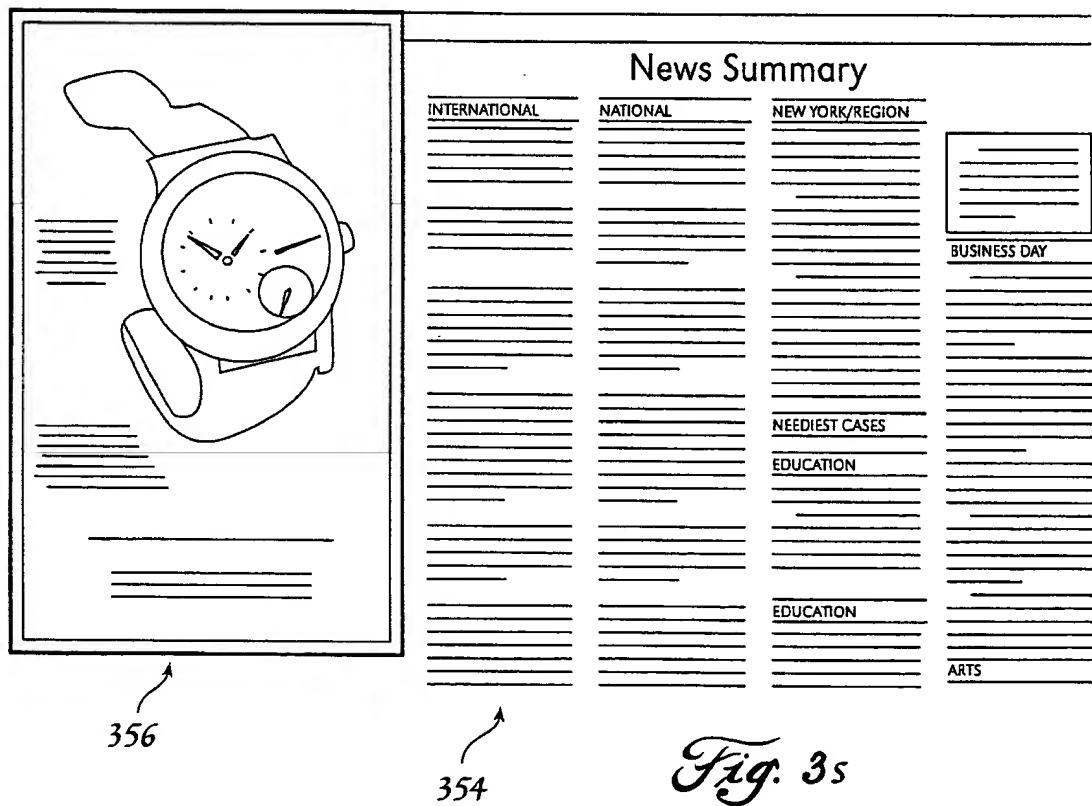 News Summary
INTERNATIONAL
NATIONAL
NEW YORK/REGION
NEEDIEST CASES
EDUCATION
EDUCATION
BUSINESS DAY
ARTS
356
354
Fig. 3s